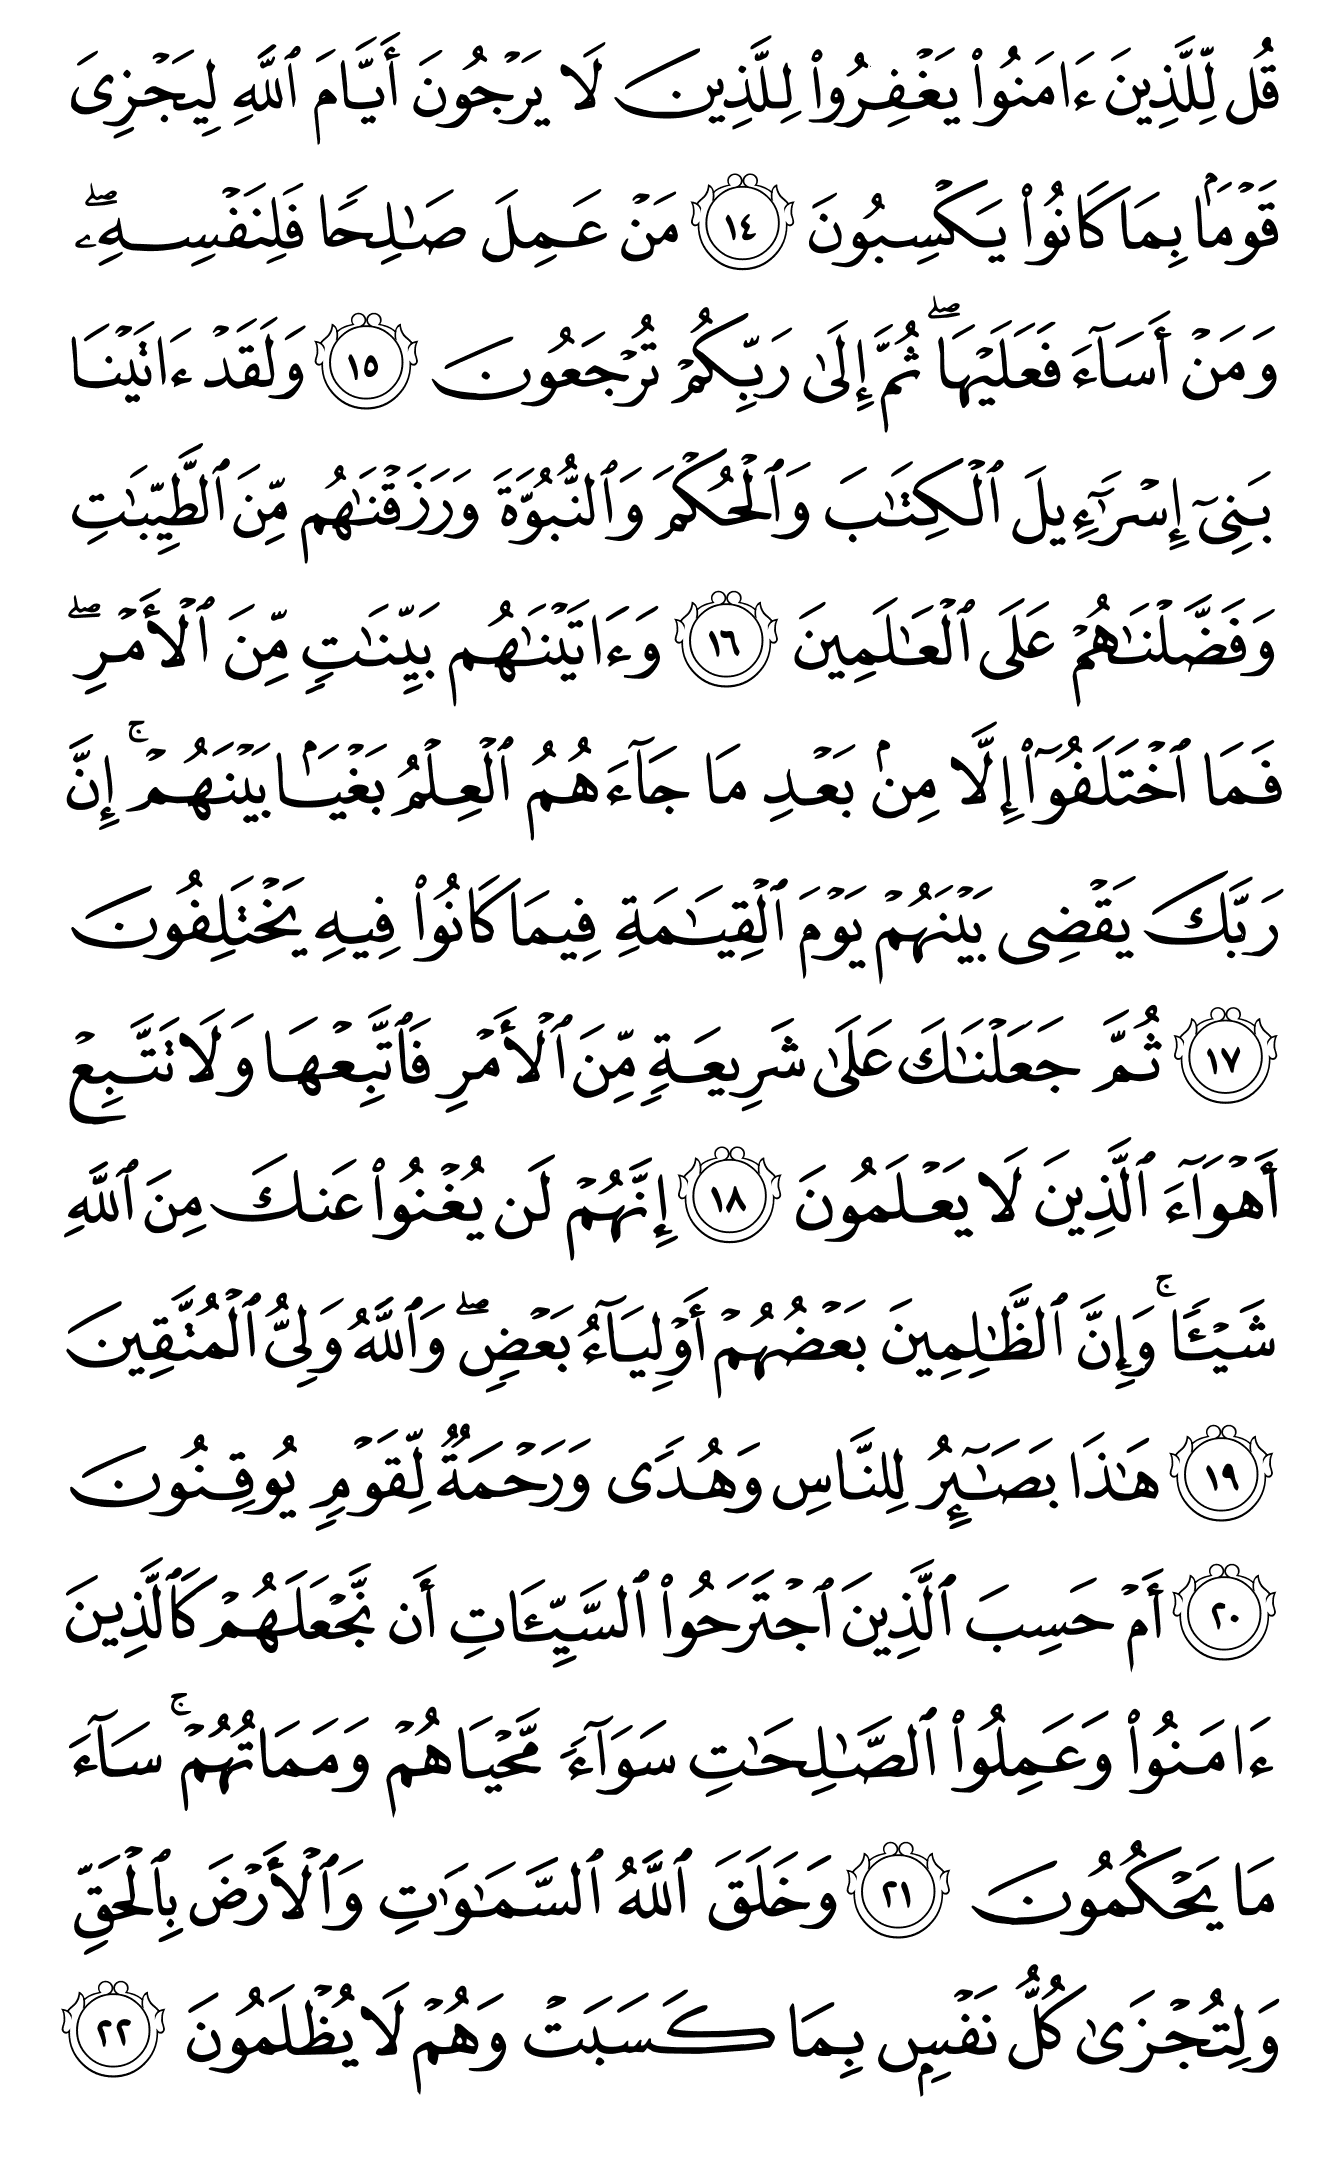 قُل لِّلَّذِينَ ءَامَنُوا۟ يَغْفِرُوا۟ لِلَّذِينَ لَا يَرْجُونَ أَيَّامَ ٱللَّهِ لِيَجْزِىَ
قَوْمًۢا بِمَا كَانُوا۟ يَكْسِبُونَ ١٤ مَنْ عَمِلَ صَـٰلِحًا فَلِنَفْسِهِۦ ۖ
وَمَنْ أَسَآءَ فَعَلَيْهَا ۖ ثُمَّ إِلَىٰ رَبِّكُمْ تُرْجَعُونَ ١٥ وَلَقَدْ ءَاتَيْنَا
بَنِىٓ إِسْرَٰٓءِيلَ ٱلْكِتَـٰبَ وَٱلْحُكْمَ وَٱلنُّبُوَّةَ وَرَزَقْنَـٰهُم مِّنَ ٱلطَّيِّبَـٰتِ
وَفَضَّلْنَـٰهُمْ عَلَى ٱلْعَـٰلَمِينَ ١٦ وَءَاتَيْنَـٰهُم بَيِّنَـٰتٍ مِّنَ ٱلْأَمْرِ ۖ
فَمَا ٱخْتَلَفُوٓا۟ إِلَّا مِنۢ بَعْدِ مَا جَآءَهُمُ ٱلْعِلْمُ بَغْيًۢا بَيْنَهُمْ ۚ إِنَّ
رَبَّكَ يَقْضِى بَيْنَهُمْ يَوْمَ ٱلْقِيَـٰمَةِ فِيمَا كَانُوا۟ فِيهِ يَخْتَلِفُونَ
١٧ ثُمَّ جَعَلْنَـٰكَ عَلَىٰ شَرِيعَةٍ مِّنَ ٱلْأَمْرِ فَٱتَّبِعْهَا وَلَا تَتَّبِعْ
أَهْوَآءَ ٱلَّذِينَ لَا يَعْلَمُونَ ١٨ إِنَّهُمْ لَن يُغْنُوا۟ عَنكَ مِنَ ٱللَّهِ
شَيْـًٔا ۚ وَإِنَّ ٱلظَّـٰلِمِينَ بَعْضُهُمْ أَوْلِيَآءُ بَعْضٍ ۖ وَٱللَّهُ وَلِىُّ ٱلْمُتَّقِينَ
١٩ هَـٰذَا بَصَـٰٓئِرُ لِلنَّاسِ وَهُدًى وَرَحْمَةٌ لِّقَوْمٍ يُوقِنُونَ
٢٠ أَمْ حَسِبَ ٱلَّذِينَ ٱجْتَرَحُوا۟ ٱلسَّيِّـَٔاتِ أَن نَّجْعَلَهُمْ كَٱلَّذِينَ
ءَامَنُوا۟ وَعَمِلُوا۟ ٱلصَّـٰلِحَـٰتِ سَوَآءً مَّحْيَاهُمْ وَمَمَاتُهُمْ ۚ سَآءَ
مَا يَحْكُمُونَ ٢١ وَخَلَقَ ٱللَّهُ ٱلسَّمَـٰوَٰتِ وَٱلْأَرْضَ بِٱلْحَقِّ
وَلِتُجْزَىٰ كُلُّ نَفْسٍۭ بِمَا كَسَبَتْ وَهُمْ لَا يُظْلَمُونَ ٢٢